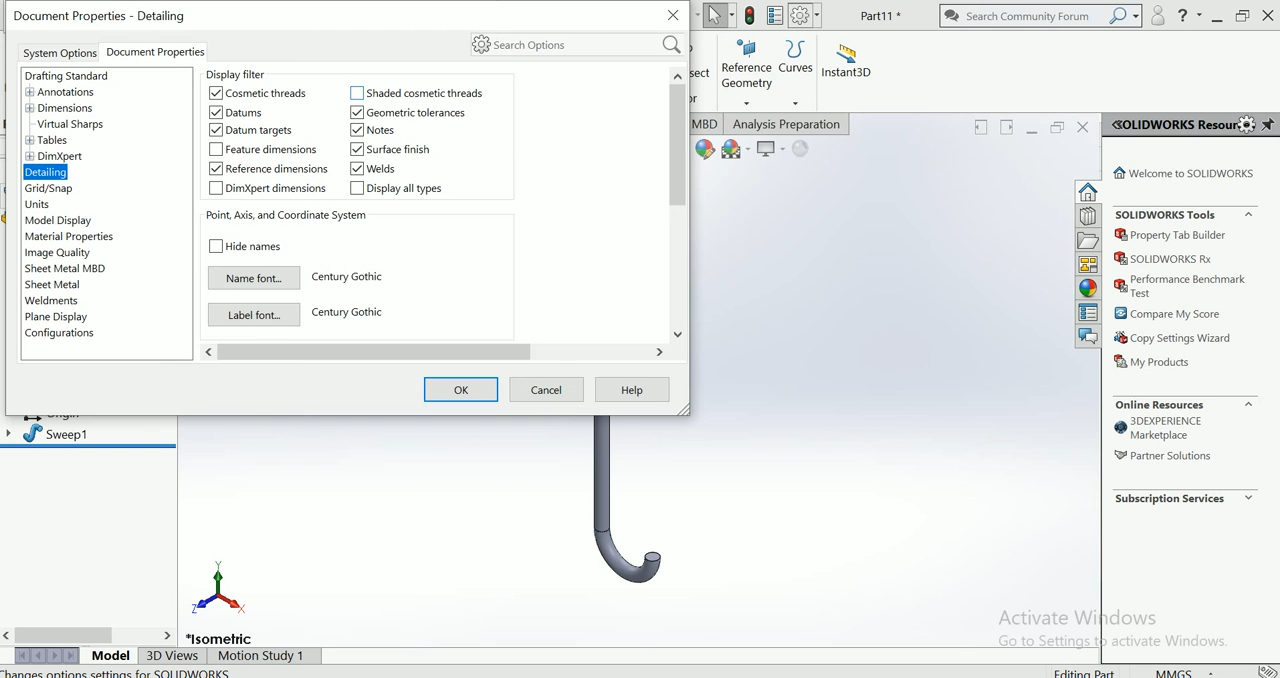 Document Properties - Detailing
Part11 *
Search Community Forum
?
System Options
Document Properties
Search Options
Drafting Standard
Annotations
Dimensions
Virtual Sharps
Tables
DimXpert
Detailing
Grid/Snap
Units
Model Display
Material Properties
Image Quality
Sheet Metal MBD
Sheet Metal
Weldments
Plane Display
Configurations
Display filter
Cosmetic threads
Shaded cosmetic threads
Datums
Geometric tolerances
Datum targets
Notes
Feature dimensions
Surface finish
Reference dimensions
Welds
DimXpert dimensions
Display all types
Point, Axis, and Coordinate System
Hide names
Name font...
Century Gothic
Label font...
Century Gothic
OK
Cancel
Help
Reference
Geometry
Curves
Instant3D
MBD
Analysis Preparation
Sweep1
Y
Z
X
*Isometric
Model
3D Views
Motion Study 1
Changes options settings for SOLIDWORKS
Editing Part
MMGS
Welcome to SOLIDWORKS
SOLIDWORKS Tools
Property Tab Builder
SOLIDWORKS Rx
Performance Benchmark
Test
Compare My Score
Copy Settings Wizard
My Products
Online Resources
3DEXPERIENCE
Marketplace
Partner Solutions
Subscription Services
Activate Windows
Go to Settings to activate Windows.